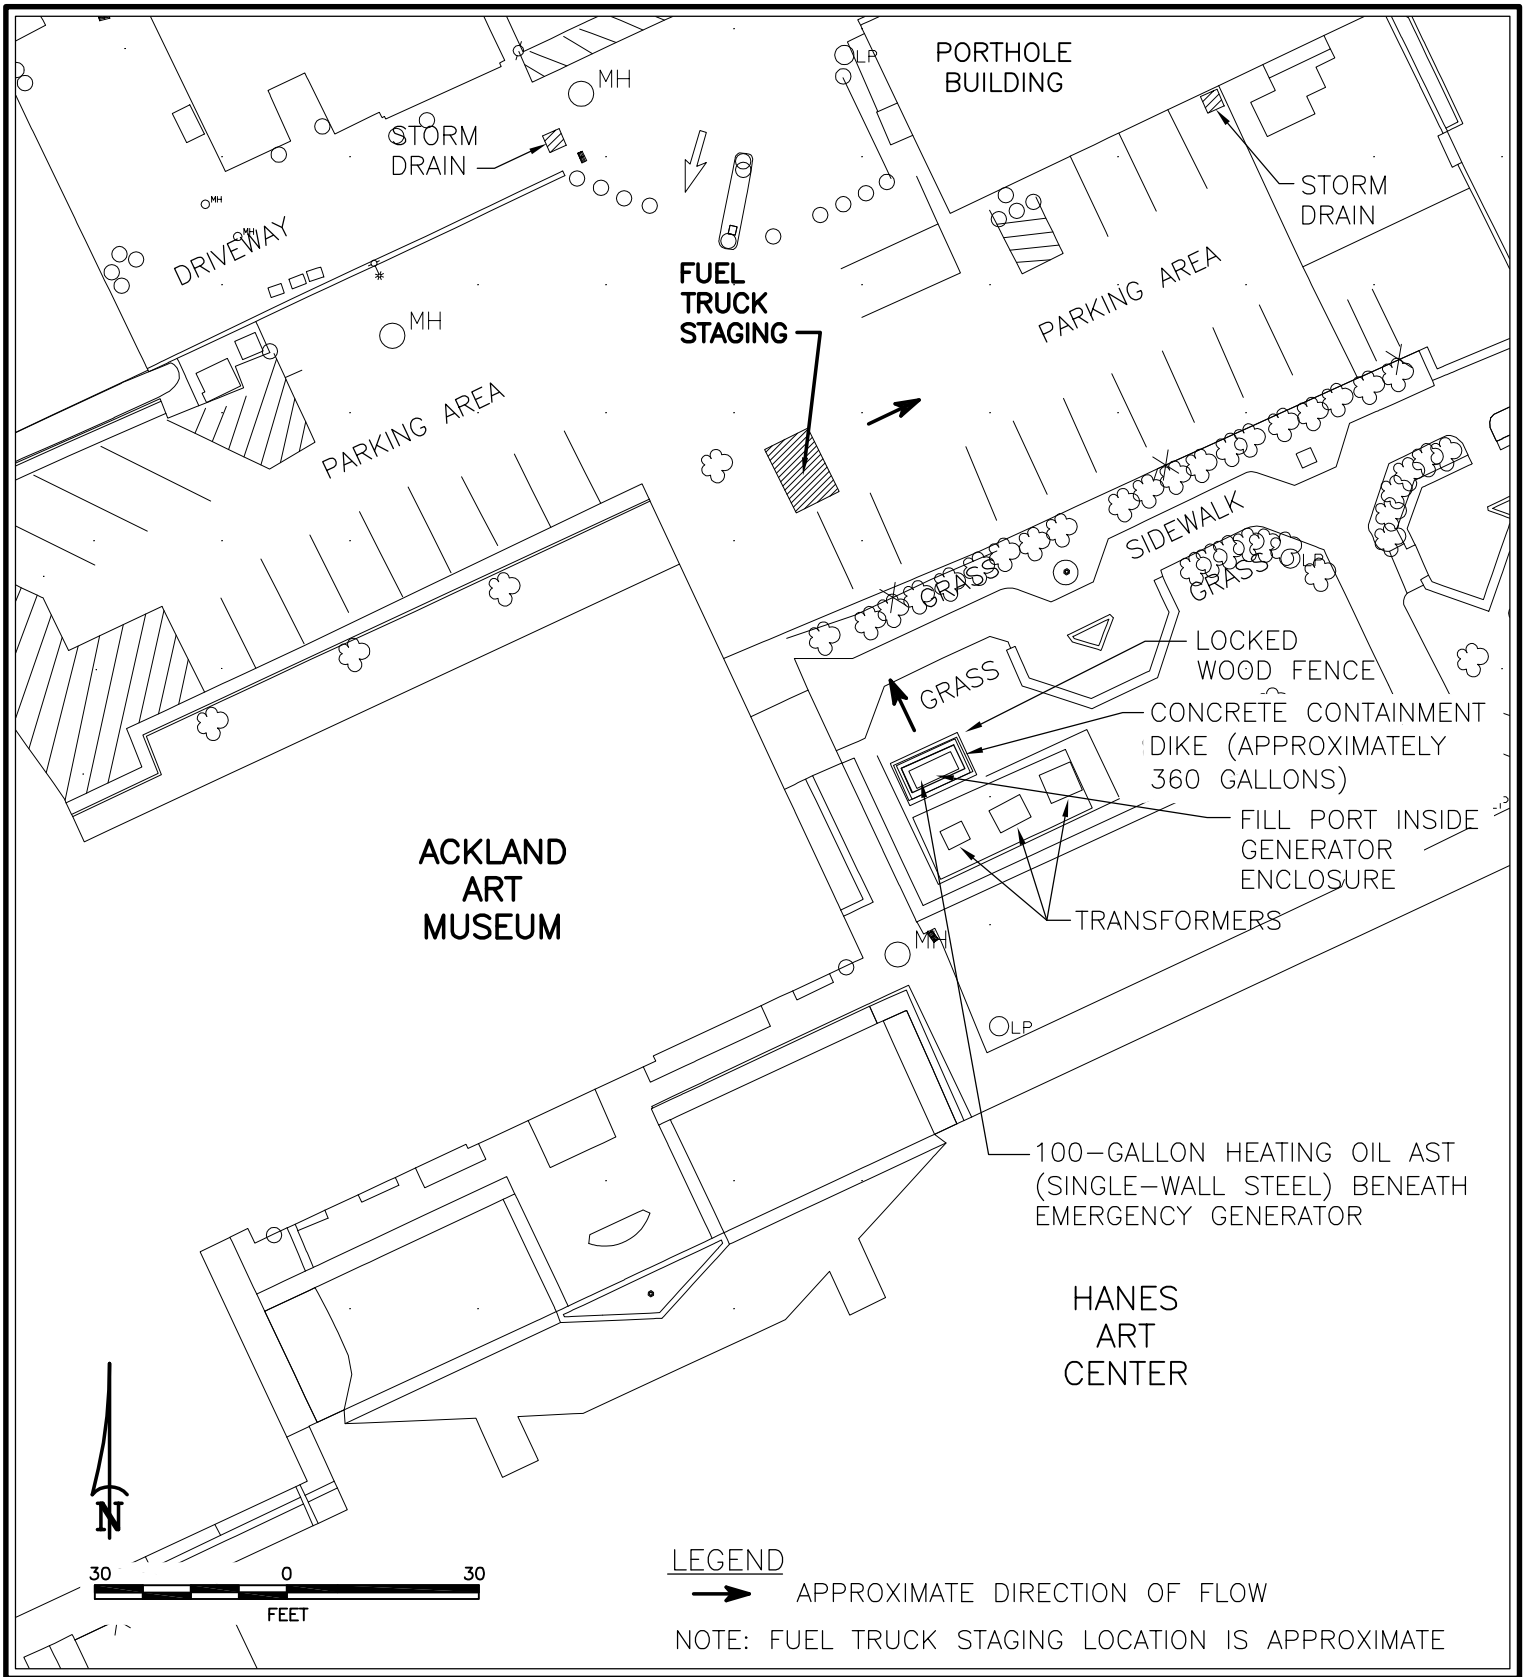 PORTHOLE
BUILDING
LP
MH
STORM
DRAIN
STORM
DRAIN
MH
MH
DRIVEWAY
FUEL
TRUCK
STAGING
PARKING AREA
MH
PARKING AREA
SIDEWALK
GRASS
GRASS
LP
GRASS
LOCKED
WOOD FENCE
CONCRETE CONTAINMENT
DIKE (APPROXIMATELY
360 GALLONS)
FILL PORT INSIDE
GENERATOR
ENCLOSURE
TRANSFORMERS
ACKLAND
ART
MUSEUM
MH
LP
100-GALLON HEATING OIL AST
(SINGLE-WALL STEEL) BENEATH
EMERGENCY GENERATOR
HANES
ART
CENTER
N
30 0 30
FEET
LEGEND
APPROXIMATE DIRECTION OF FLOW
NOTE: FUEL TRUCK STAGING LOCATION IS APPROXIMATE